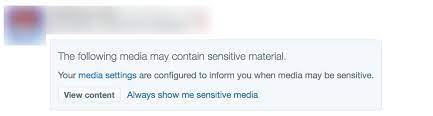 The following media may contain sensitive material.
Your media settings are configured to inform you when media may be sensitive.
View content Always show me sensitive media